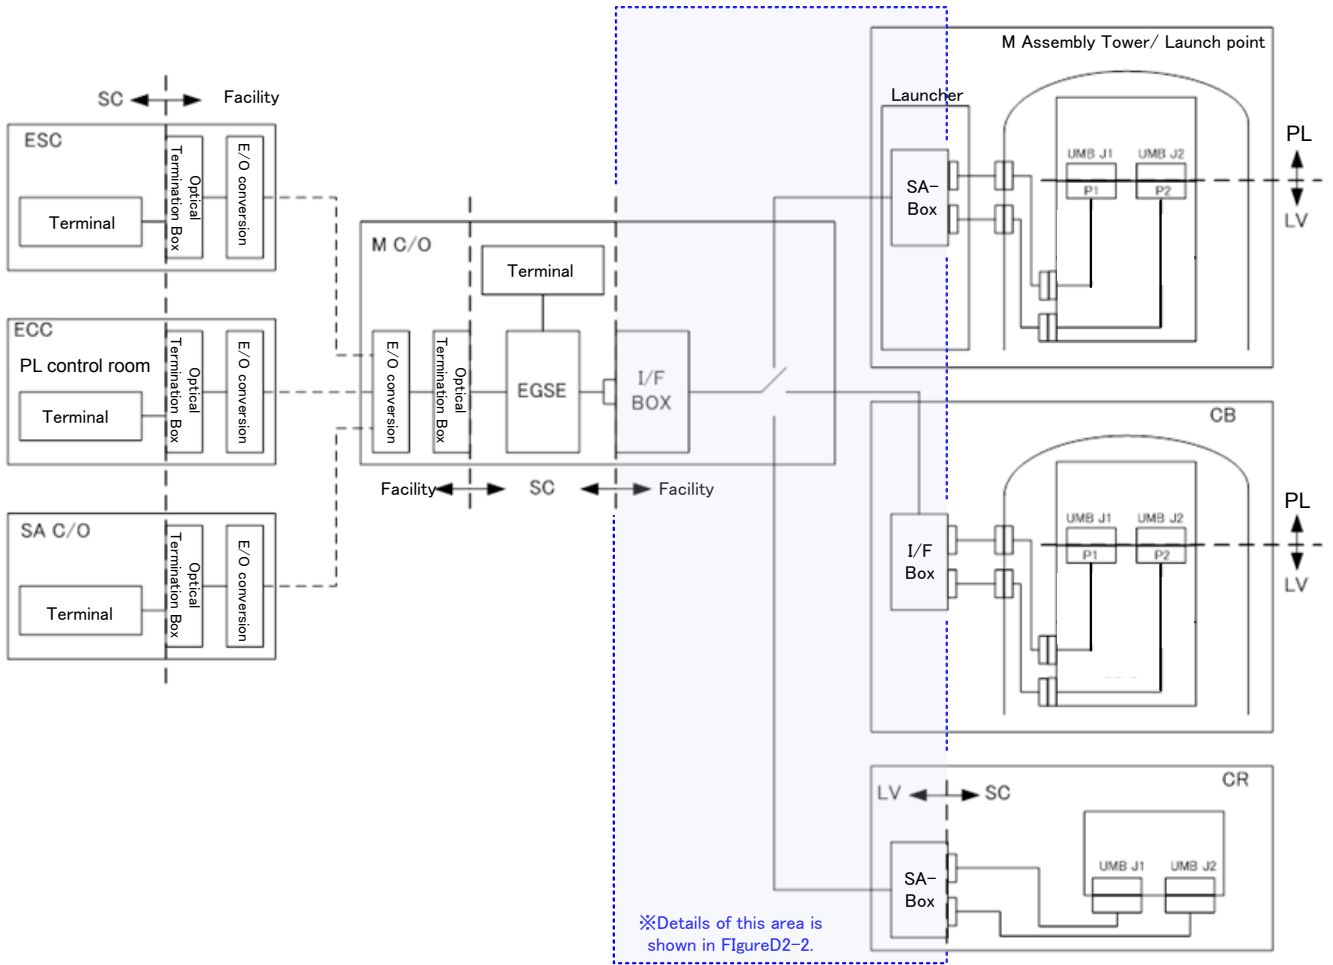 M Assembly Tower/ Launch point
Launcher
SA-
Box
UMB J1
UMB J2
P1
P2
PL
LV
SC
Facility
ESC
Terminal
Optical
Termination Box
E/O conversion
ECC
PL control room
Terminal
Optical
Termination Box
E/O conversion
SA C/O
Terminal
Optical
Termination Box
E/O conversion
M C/O
E/O conversion
Optical
Termination Box
Terminal
EGSE
I/F
BOX
Facility
SC
Facility
CB
I/F
Box
UMB J1
UMB J2
P1
P2
PL
LV
CR
LV
SC
SA-
Box
UMB J1
UMB J2
※Details of this area is
shown in FIgureD2-2.